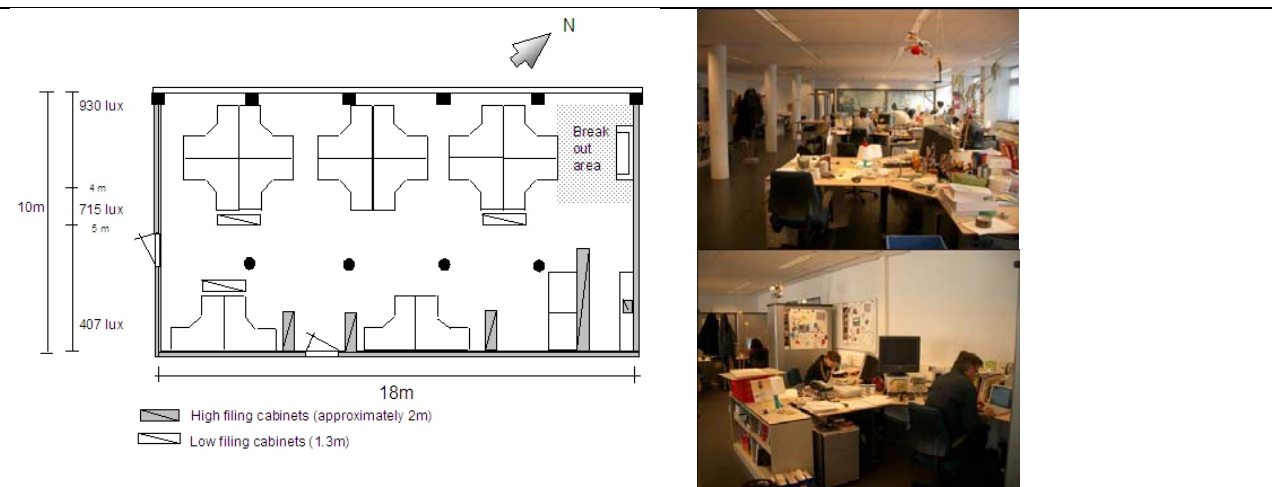 N
930 lux
Break
out
area
4 m
10m
715 lux
5 m
407 lux
18m
High filing cabinets (approximately 2m)
Low filing cabinets (1.3m)